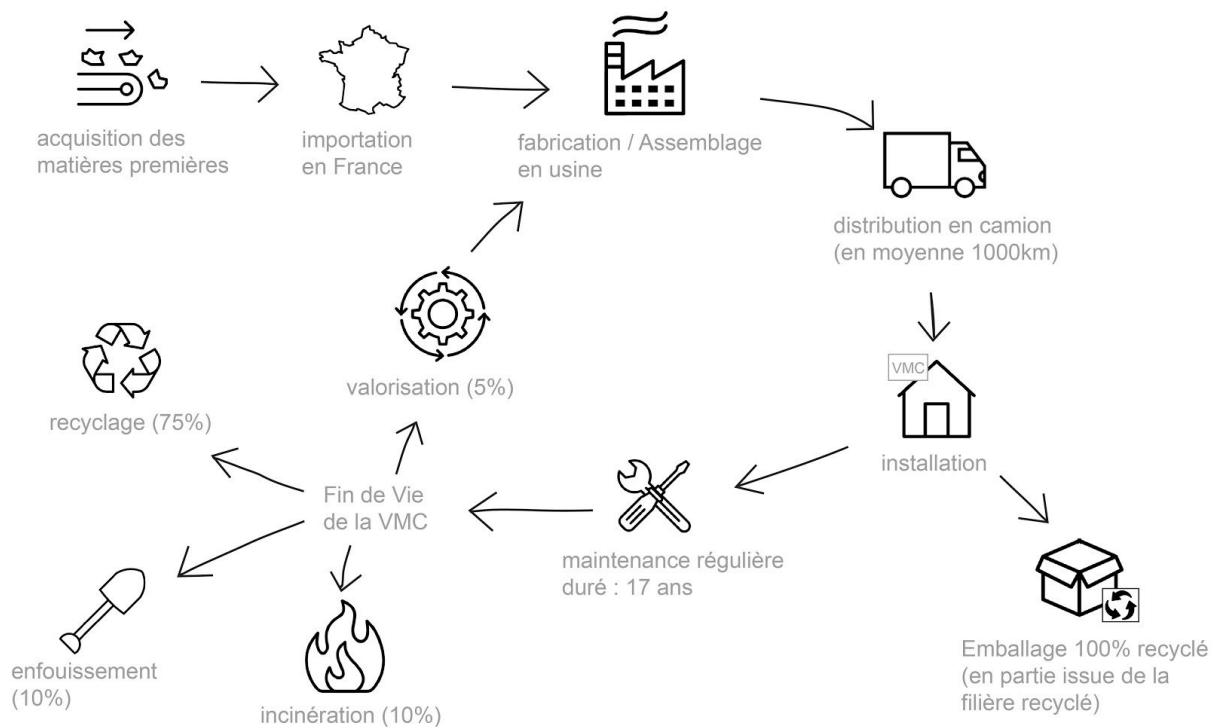 acquisition des
matières premières
importation
en France
fabrication / Assemblage
en usine
distribution en camion
(en moyenne 1000km)
VMC
installation
Emballage 100% recyclé
(en partie issue de la
filière recyclé)
maintenance régulière
duré : 17 ans
Fin de Vie
de la VMC
valorisation (5%)
recyclage (75%)
enfouissement
(10%)
incinération (10%)